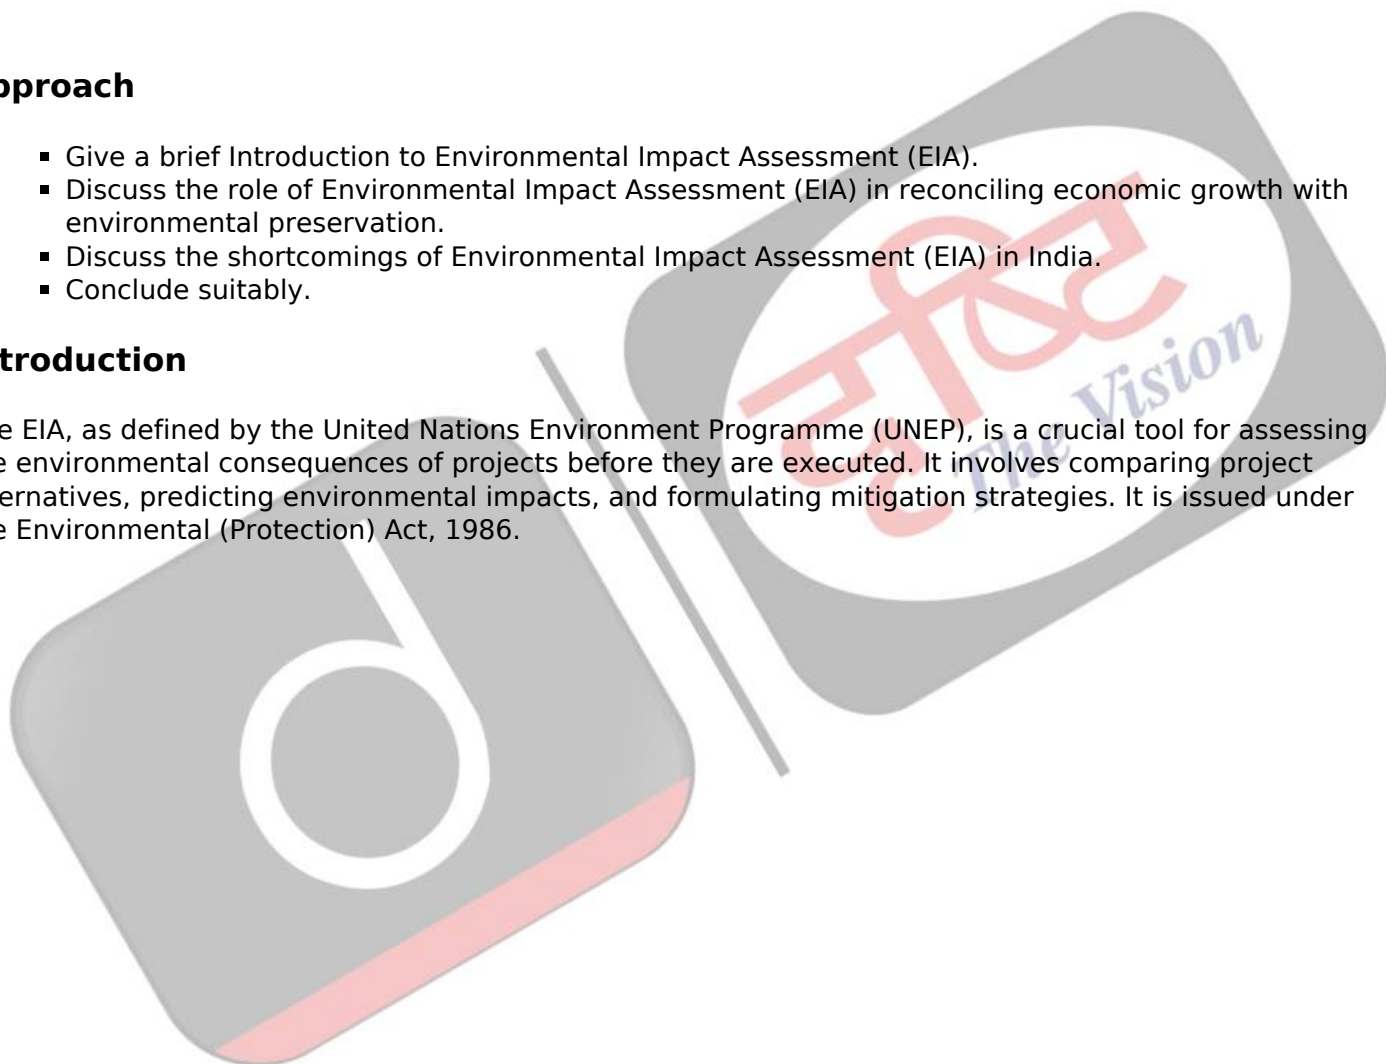 pproach
▪ Give a brief Introduction to Environmental Impact Assessment (EIA).
▪ Discuss the role of Environmental Impact Assessment (EIA) in reconciling economic growth with
environmental preservation.
▪ Discuss the shortcomings of Environmental Impact Assessment (EIA) in India.
▪ Conclude suitably.
troduction
e EIA, as defined by the United Nations Environment Programme (UNEP), is a crucial tool for assessing
e environmental consequences of projects before they are executed. It involves comparing project
ernatives, predicting environmental impacts, and formulating mitigation strategies. It is issued under
e Environmental (Protection) Act, 1986.
दृष्टि
The Vision